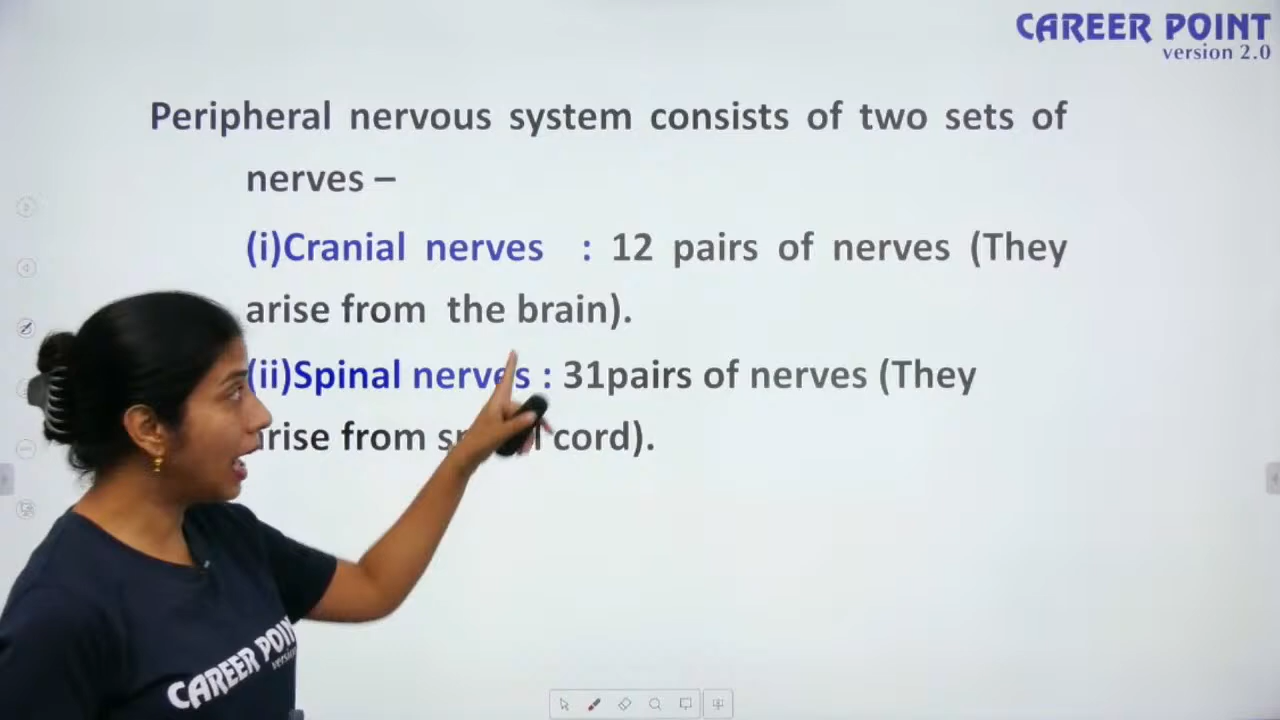 CAREER POINT
version 2.0
Peripheral nervous system consists of two sets of
nerves –
(i)Cranial nerves : 12 pairs of nerves (They
arise from the brain).
(ii)Spinal nerves : 31pairs of nerves (They
arise from cord).
CAREER POINT
version